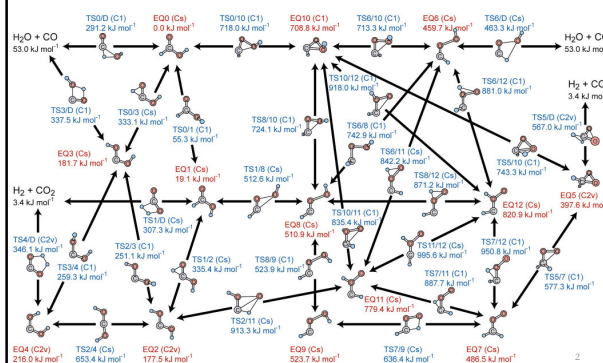 TS0/D (C1)
291.2 kJ mol-1
EQ0 (Cs)
0.0 kJ mol-1
TS0/10 (C1)
718.0 kJ mol-1
EQ10 (C1)
708.8 kJ mol-1
TS6/10 (C1)
713.3 kJ mol-1
EQ6 (Cs)
459.7 kJ mol-1
TS6/D (Cs)
463.3 kJ mol-1
H2O + CO
53.0 kJ mol-1
H2O + CO
53.0 kJ mol-1
TS3/D (C1)
337.5 kJ mol-1
TS0/3 (Cs)
333.1 kJ mol-1
TS0/1 (C1)
55.3 kJ mol-1
TS8/10 (C1)
724.1 kJ mol-1
TS10/12 (C1)
918.0 kJ mol-1
TS6/8 (C1)
742.9 kJ mol-1
TS6/11 (Cs)
842.2 kJ mol-1
TS6/12 (C1)
881.0 kJ mol-1
H2 + CO
3.4 kJ mol-1
TS5/D (C2v)
567.0 kJ mol-1
TS5/10 (C1)
743.3 kJ mol-1
EQ3 (Cs)
181.7 kJ mol-1
EQ1 (Cs)
19.1 kJ mol-1
TS1/8 (Cs)
512.6 kJ mol-1
TS8/12 (Cs)
871.2 kJ mol-1
EQ12 (Cs)
820.9 kJ mol-1
EQ5 (C2v)
397.6 kJ mol-1
H2 + CO2
3.4 kJ mol-1
TS1/D (Cs)
307.3 kJ mol-1
EQ8 (Cs)
510.9 kJ mol-1
TS10/11 (C1)
835.4 kJ mol-1
TS4/D (C2v)
346.1 kJ mol-1
TS3/4 (C1)
259.3 kJ mol-1
TS2/3 (C1)
251.1 kJ mol-1
TS1/2 (Cs)
335.4 kJ mol-1
TS8/9 (C1)
523.9 kJ mol-1
TS11/12 (Cs)
995.6 kJ mol-1
TS7/12 (C1)
950.8 kJ mol-1
TS7/11 (C1)
887.7 kJ mol-1
TS5/7 (C1)
577.3 kJ mol-1
TS2/11 (Cs)
913.3 kJ mol-1
EQ11 (Cs)
779.4 kJ mol-1
EQ4 (C2v)
216.0 kJ mol-1
TS2/4 (Cs)
653.4 kJ mol-1
EQ2 (C2v)
177.5 kJ mol-1
EQ9 (Cs)
523.7 kJ mol-1
TS7/9 (Cs)
636.4 kJ mol-1
EQ7 (Cs)
486.5 kJ mol-1
2